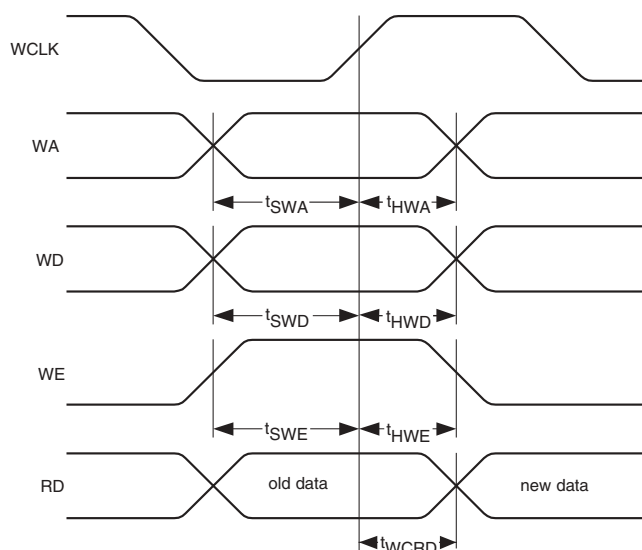 WCLK
WA
tSWA tHWA
WD
tSWD tHWD
WE
tSWE tHWE
RD old data new data
tWCRD